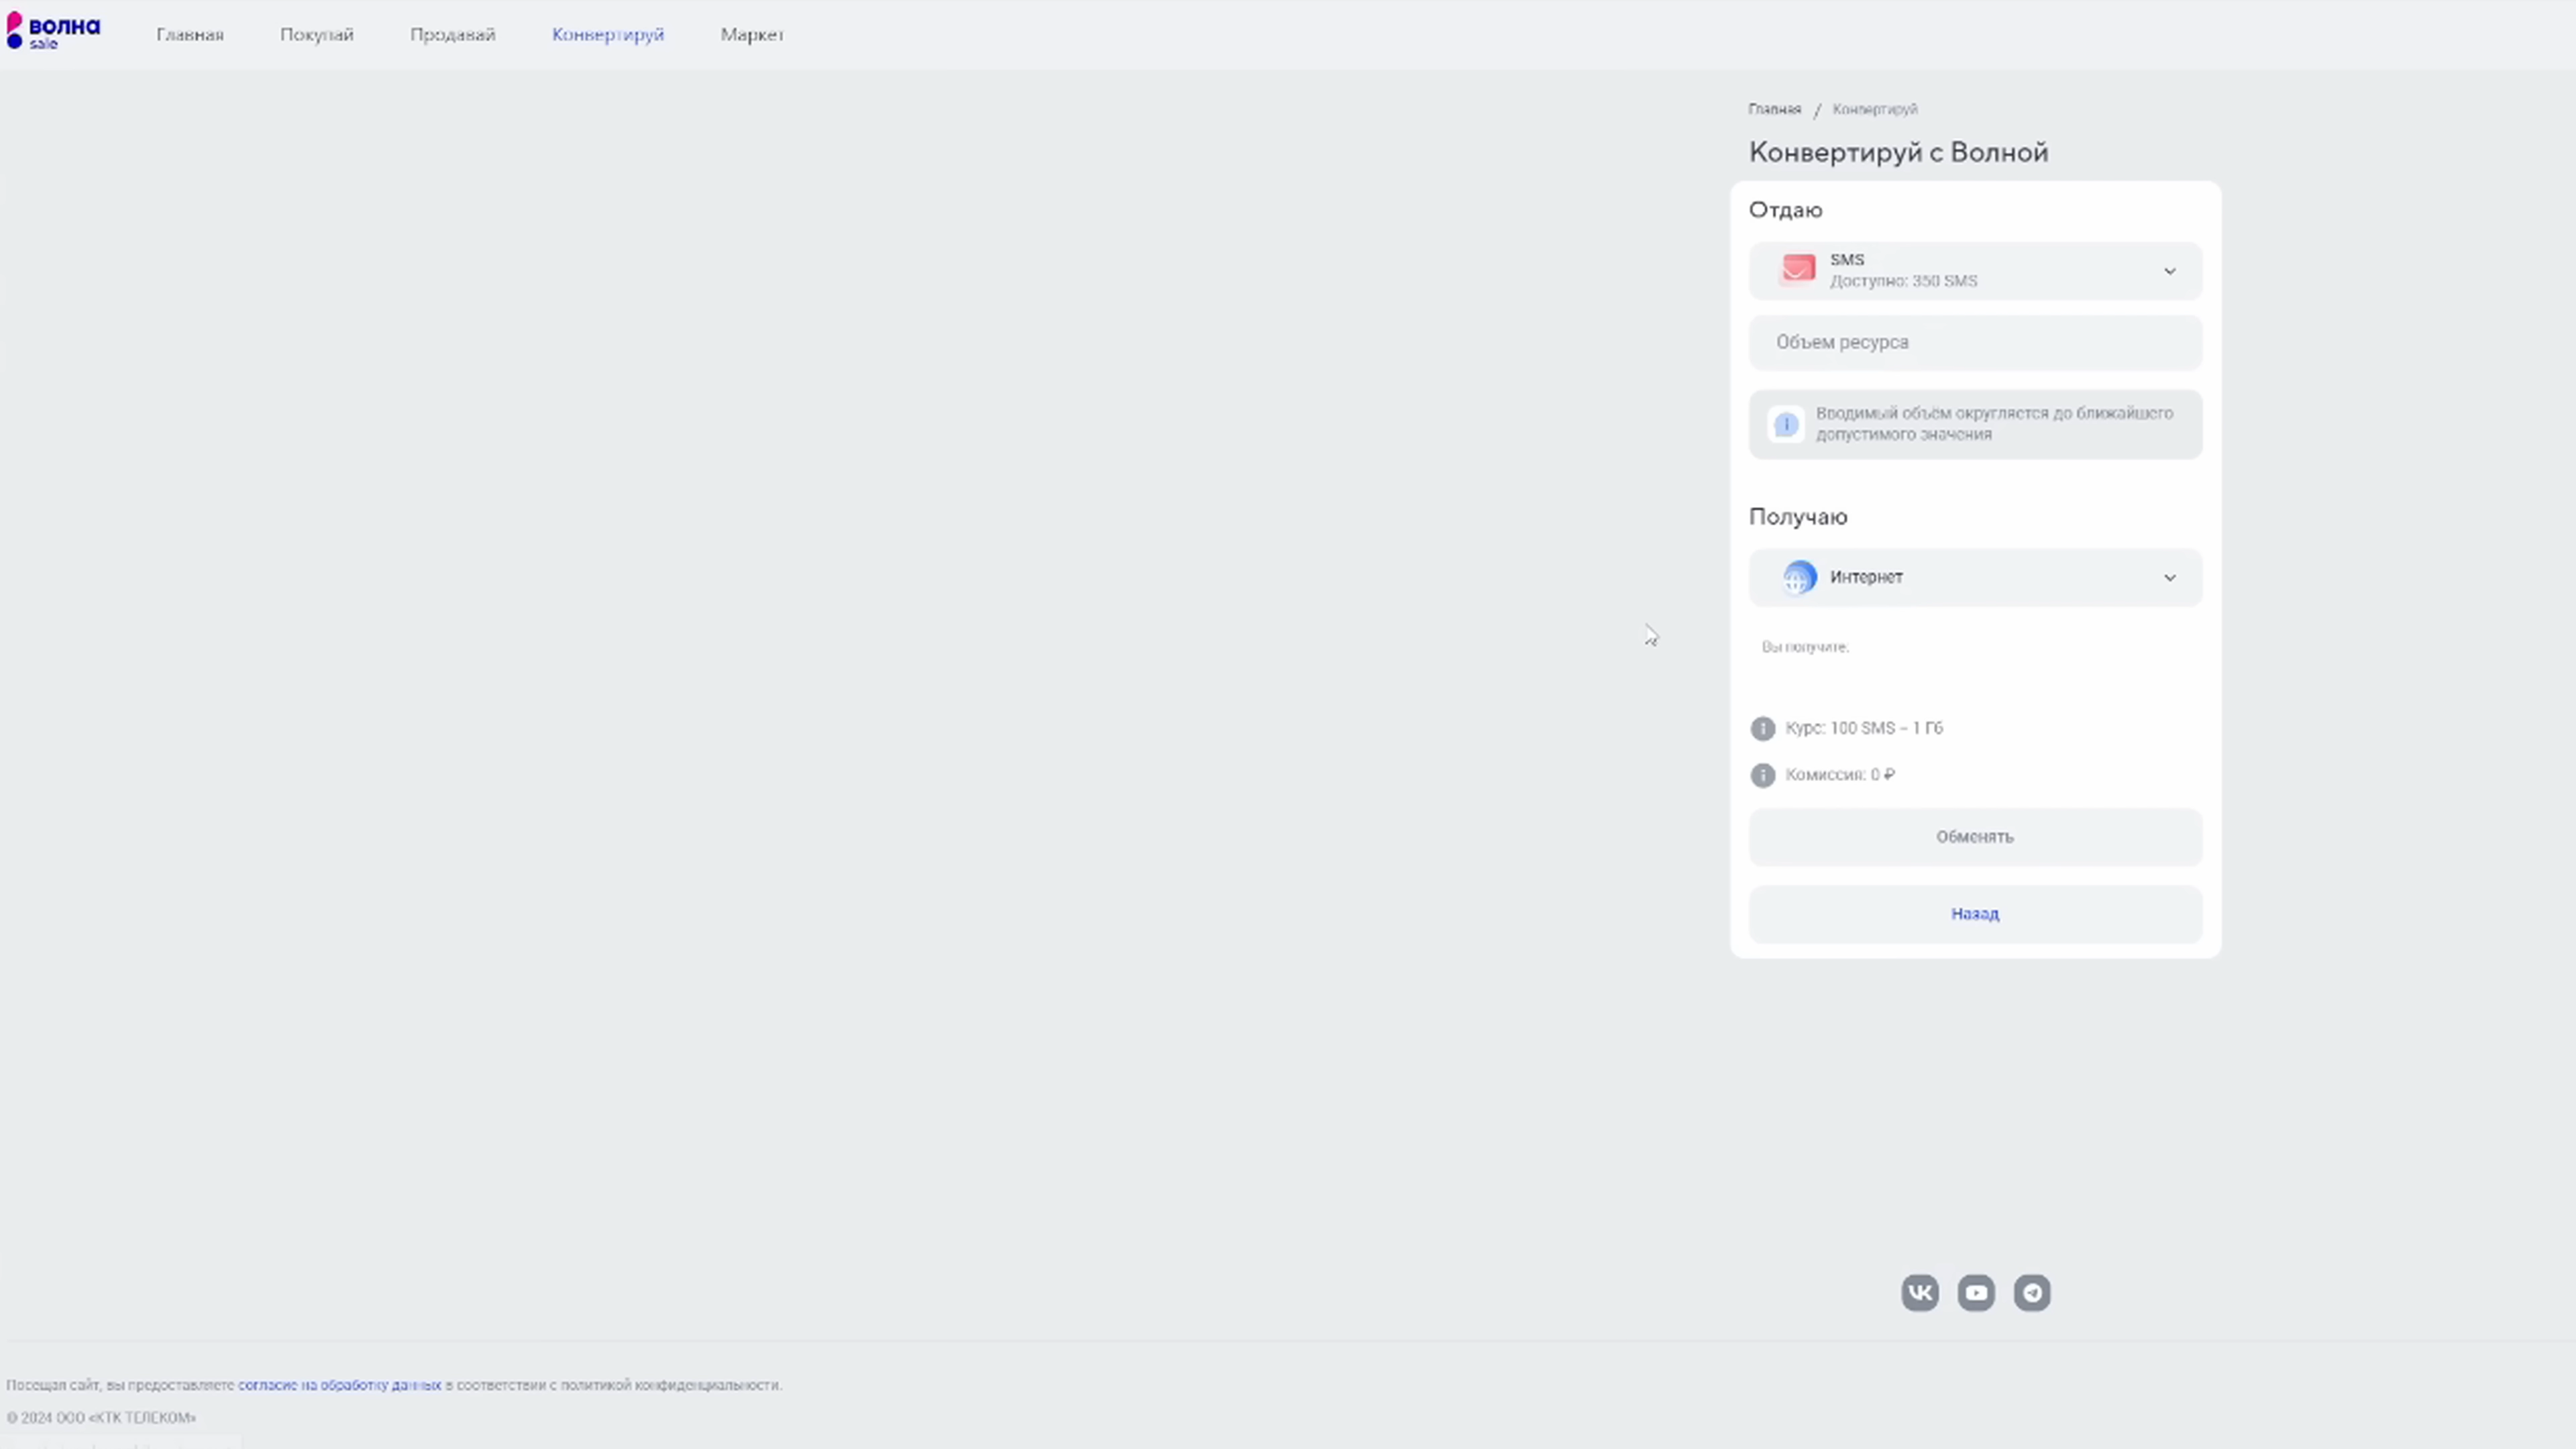 волна
sale
Главная
Покупай
Продавай
Конвертируй
Маркет
Главная / Конвертируй
Конвертируй с Волной
Отдаю
SMS
Доступно: 350 SMS
Объем ресурса
Вводимый объём округляется до ближайшего
допустимого значения
Получаю
Интернет
Вы получите:
Курс: 100 SMS – 1 Гб
Комиссия: 0 ₽
Обменять
Назад
Посещая сайт, вы предоставляете согласие на обработку данных в соответствии с политикой конфиденциальности.
© 2024 ООО «КТК ТЕЛЕКОМ»